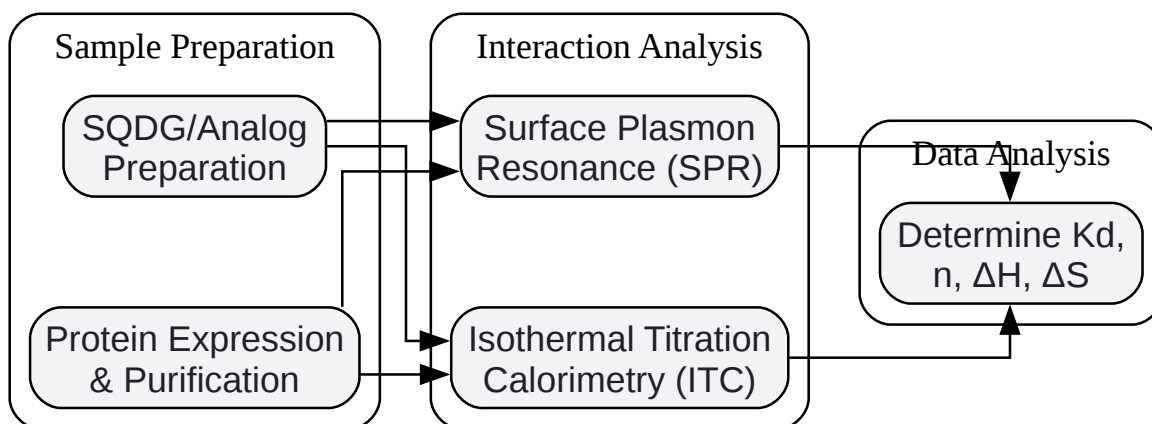 Sample Preparation
SQDG/Analog
Preparation
Protein Expression
& Purification
Interaction Analysis
Surface Plasmon
Resonance (SPR)
Isothermal Titration
Calorimetry (ITC)
Data Analysis
Determine Kd,
n, ΔH, ΔS